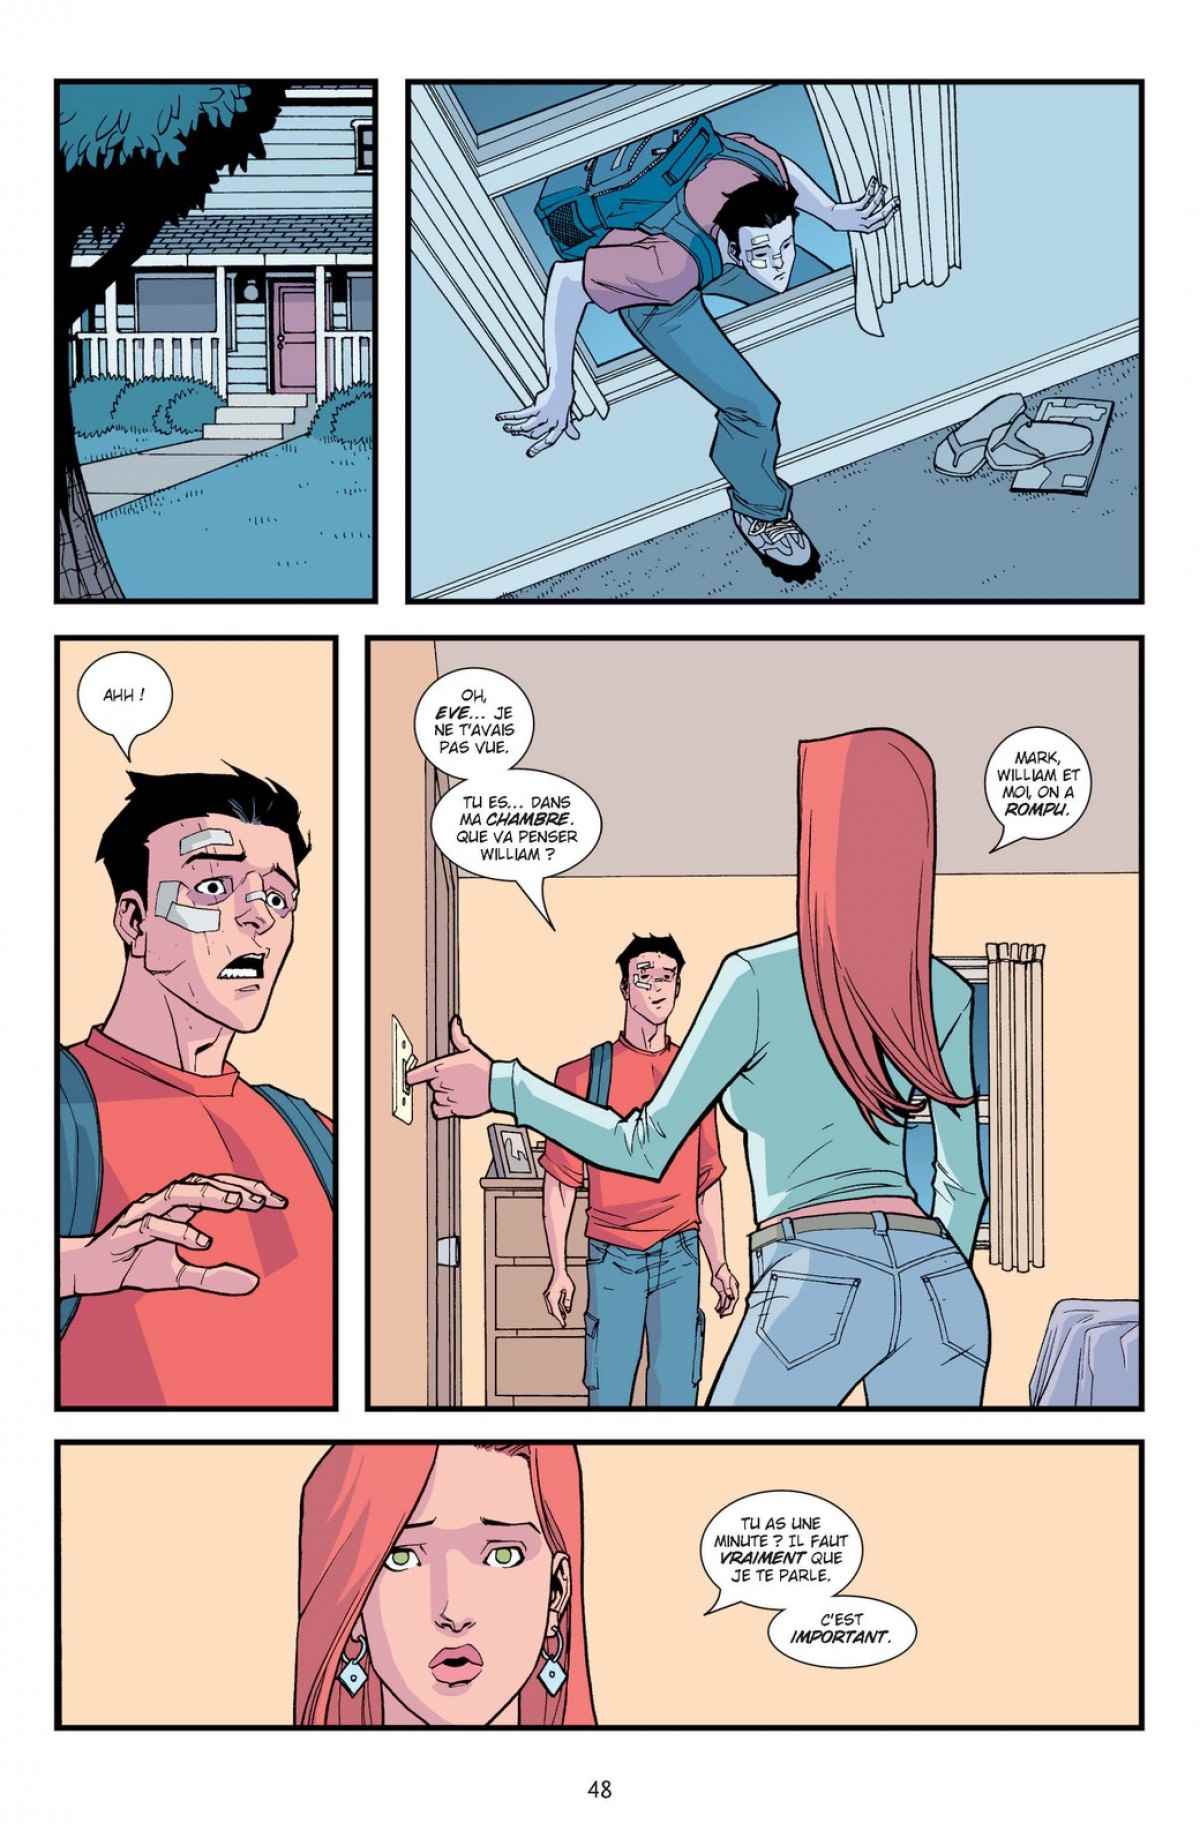 AHH !
OH,
EVE... JE
NE T'AVAIS
PAS VUE.
TU ES... DANS
MA CHAMBRE.
QUE VA PENSER
WILLIAM ?
MARK,
WILLIAM ET
MOI, ON A
ROMPU.
TU AS UNE
MINUTE ? IL FAUT
VRAIMENT QUE
JE TE PARLE.
C'EST
IMPORTANT.
48